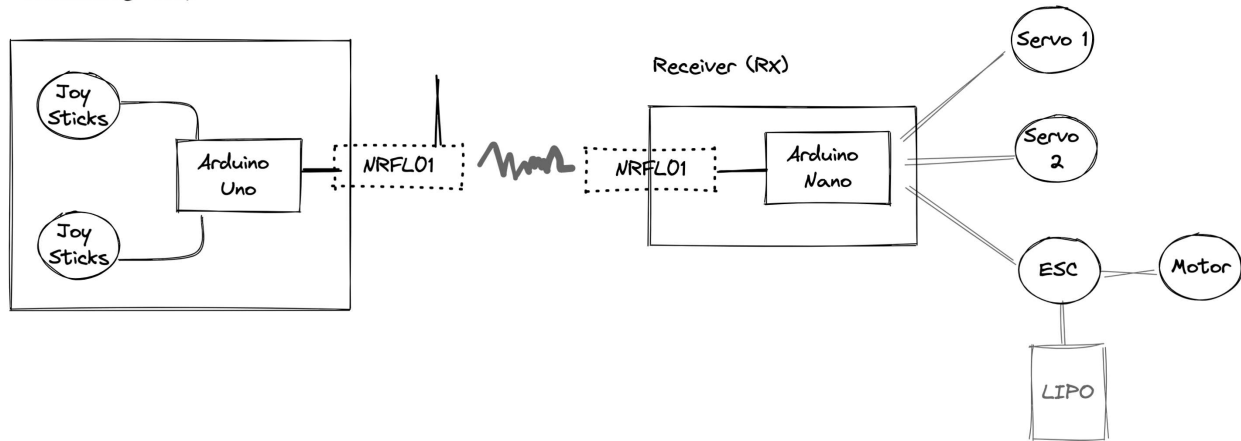 Joy
Sticks
Arduino
Uno
Joy
Sticks
NRFL01
Receiver (RX)
NRFL01
Arduino
Nano
Servo 1
Servo
2
ESC
Motor
LIPO